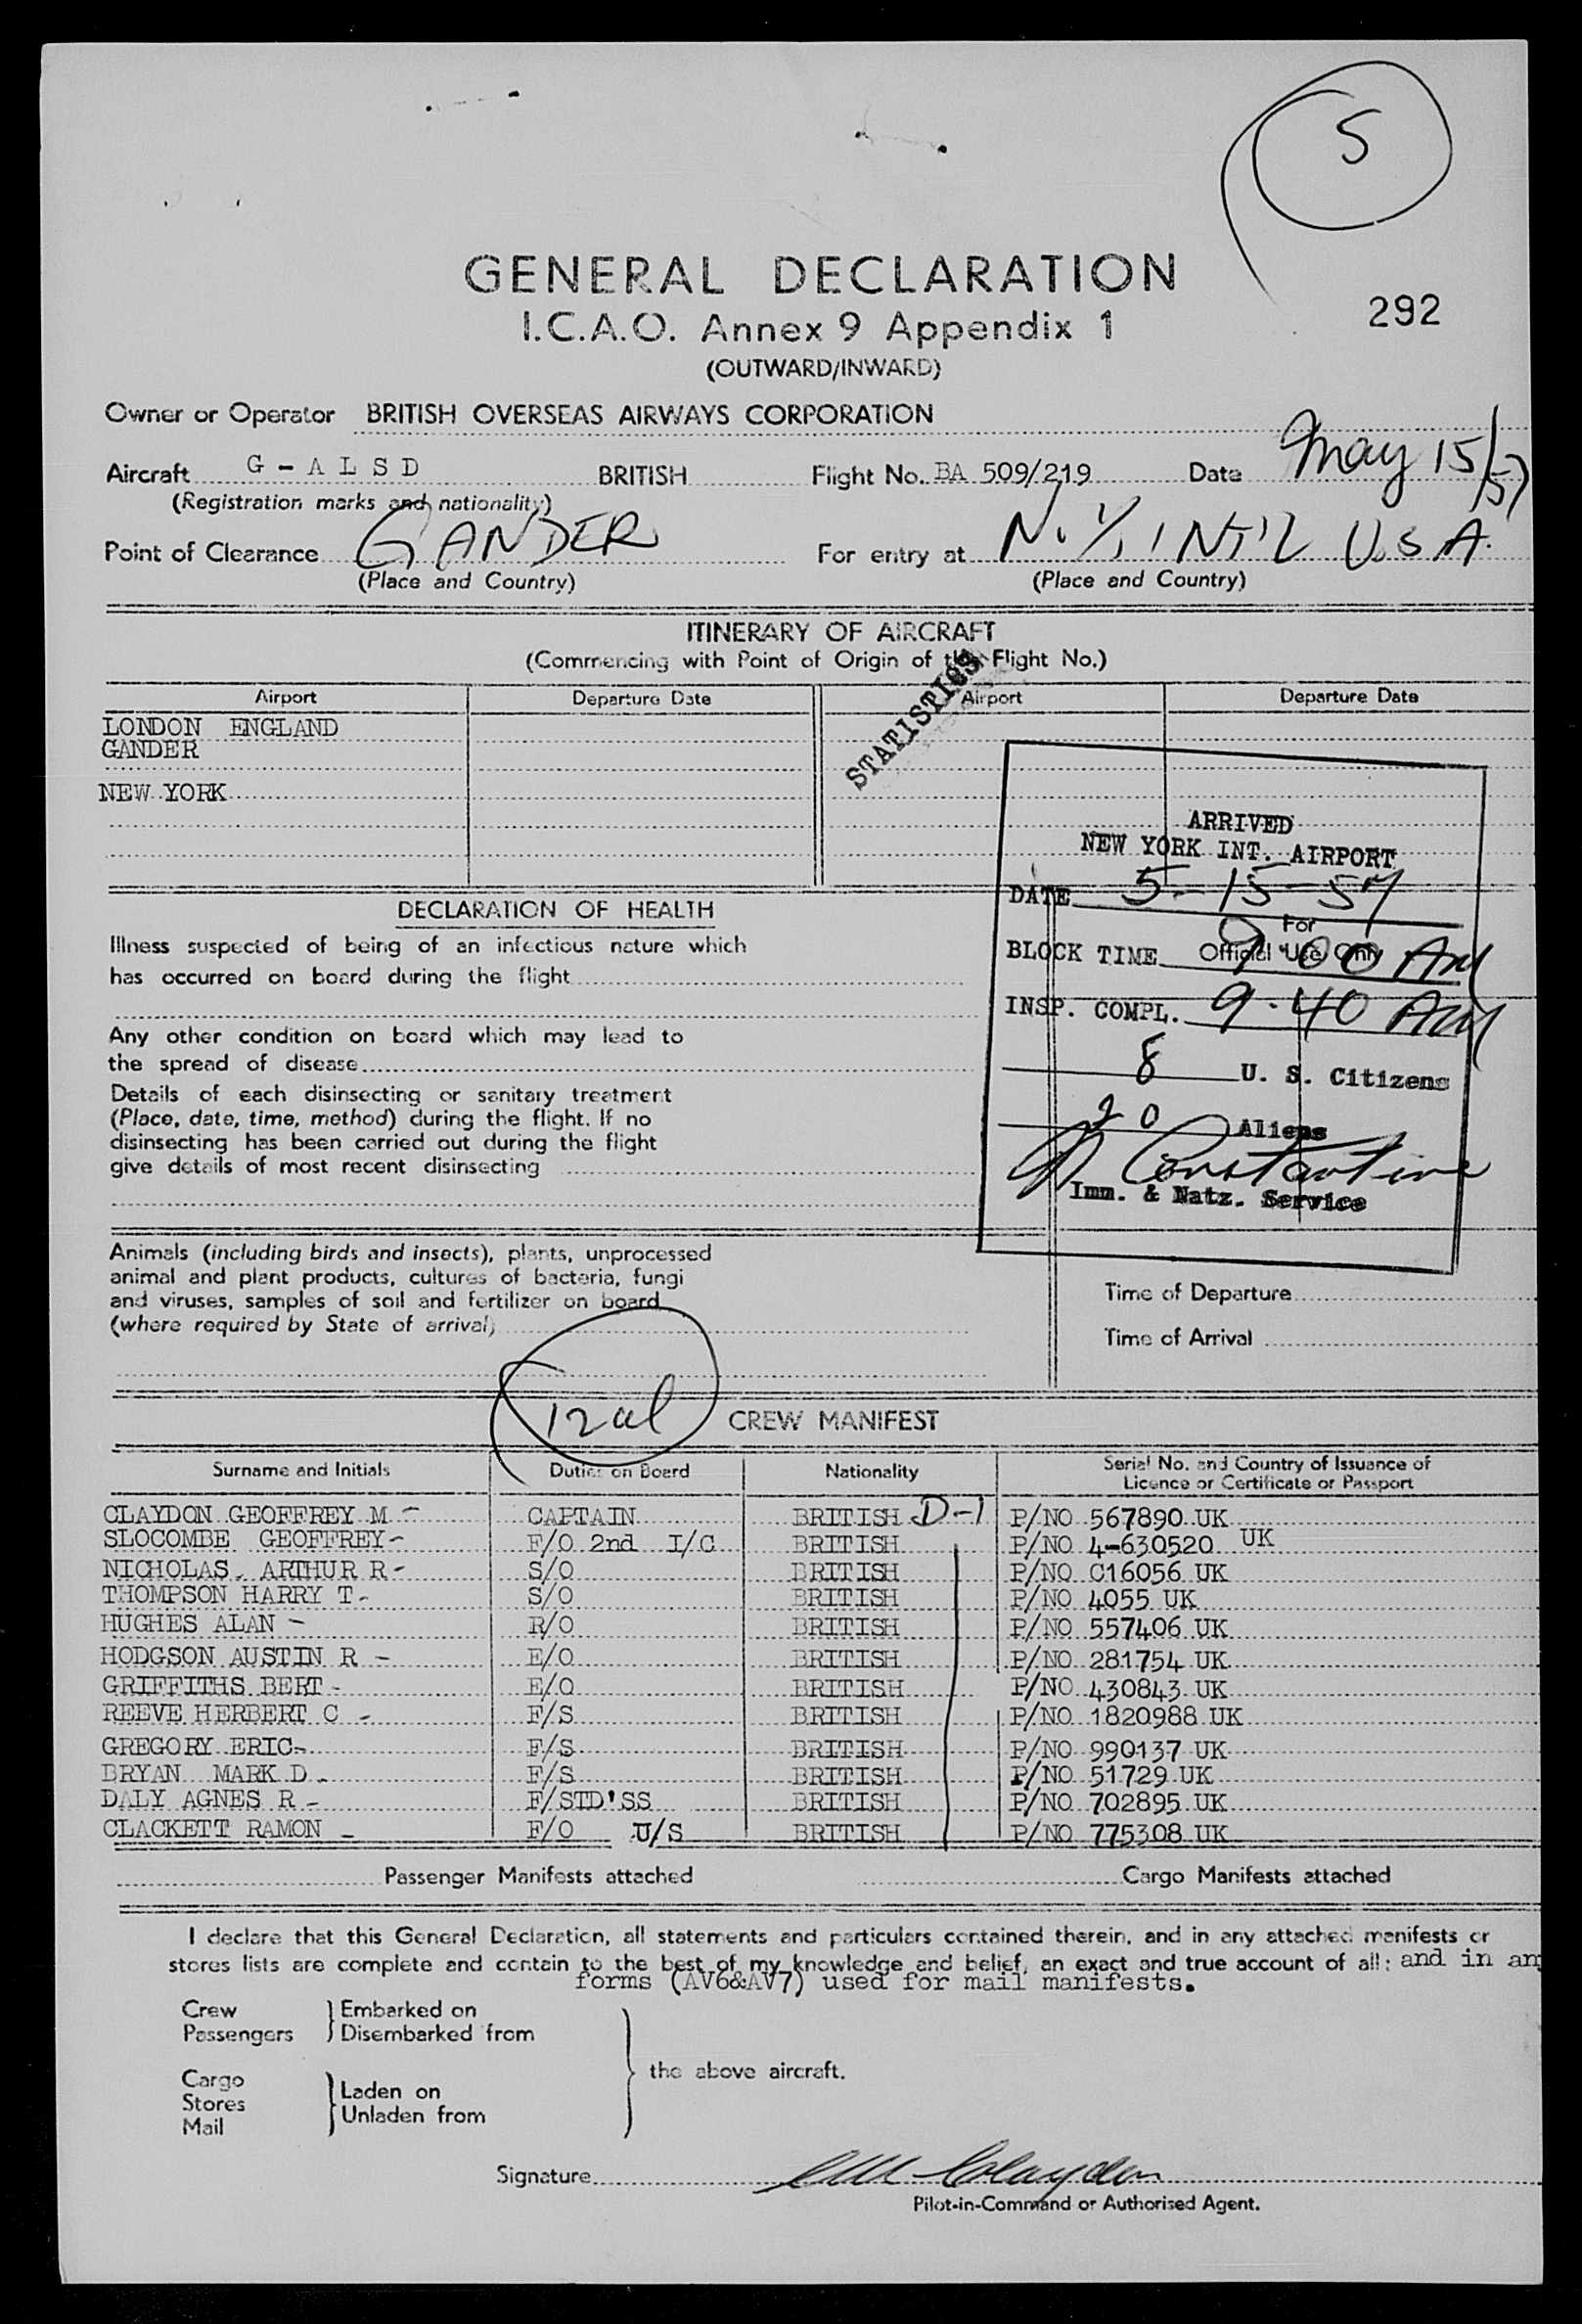 5
GENERAL DECLARATION
I.C.A.O. Annex 9 Appendix 1
292
(OUTWARD/INWARD)
Owner or Operator BRITISH OVERSEAS AIRWAYS CORPORATION
Aircraft G - A L S D BRITISH Flight No. BA 509/219 Date May 15/57
(Registration marks and nationality)
Point of Clearance GANDER For entry at N.Y. INT'L U.S.A.
(Place and Country) (Place and Country)
ITINERARY OF AIRCRAFT
(Commencing with Point of Origin of the Flight No.)
STATISTICS
Airport Departure Date Airport Departure Date
LONDON ENGLAND
GANDER
NEW YORK
ARRIVED
NEW YORK INT. AIRPORT
DATE 5-15-57
DECLARATION OF HEALTH
For
Official Use Only
BLOCK TIME 9:00 AM
INSP. COMPL. 9.40 AM
8 U. S. Citizens
20 Aliens
Constantine
Imm. & Natz. Service
Illness suspected of being of an infectious nature which
has occurred on board during the flight
Any other condition on board which may lead to
the spread of disease
Details of each disinsecting or sanitary treatment
(Place, date, time, method) during the flight. If no
disinsecting has been carried out during the flight
give details of most recent disinsecting
Animals (including birds and insects), plants, unprocessed
animal and plant products, cultures of bacteria, fungi
and viruses, samples of soil and fertilizer on board
(where required by State of arrival)
Time of Departure
Time of Arrival
12 al
CREW MANIFEST
Surname and Initials Duties on Board Nationality Serial No. and Country of Issuance of
Licence or Certificate or Passport
CLAYDON GEOFFREY M - CAPTAIN BRITISH D-1 P/NO 567890 UK
SLOCOMBE GEOFFREY - F/O 2nd I/C BRITISH P/NO 4-630520 UK
NICHOLAS, ARTHUR R - S/O BRITISH P/NO C16056 UK
THOMPSON HARRY T - S/O BRITISH P/NO 4055 UK
HUGHES ALAN - R/O BRITISH P/NO 557406 UK
HODGSON AUSTIN R - E/O BRITISH P/NO 281754 UK
GRIFFITHS BERT - E/O BRITISH P/NO 430843 UK
REEVE HERBERT C - F/S BRITISH P/NO 1820988 UK
GREGORY ERIC - F/S BRITISH P/NO 990137 UK
BRYAN MARK D - F/S BRITISH P/NO 51729 UK
DALY AGNES R - F/STD'SS BRITISH P/NO 702895 UK
CLACKETT RAMON - F/O U/S BRITISH P/NO 775308 UK
Passenger Manifests attached Cargo Manifests attached
I declare that this General Declaration, all statements and particulars contained therein, and in any attached manifests or
stores lists are complete and contain to the best of my knowledge and belief, an exact and true account of all: and in any
forms (AV6&AV7) used for mail manifests.
Crew
Passengers
Embarked on
Disembarked from
Cargo
Stores
Mail
Laden on
Unladen from
the above aircraft.
Signature Claydon
Pilot-in-Command or Authorised Agent.